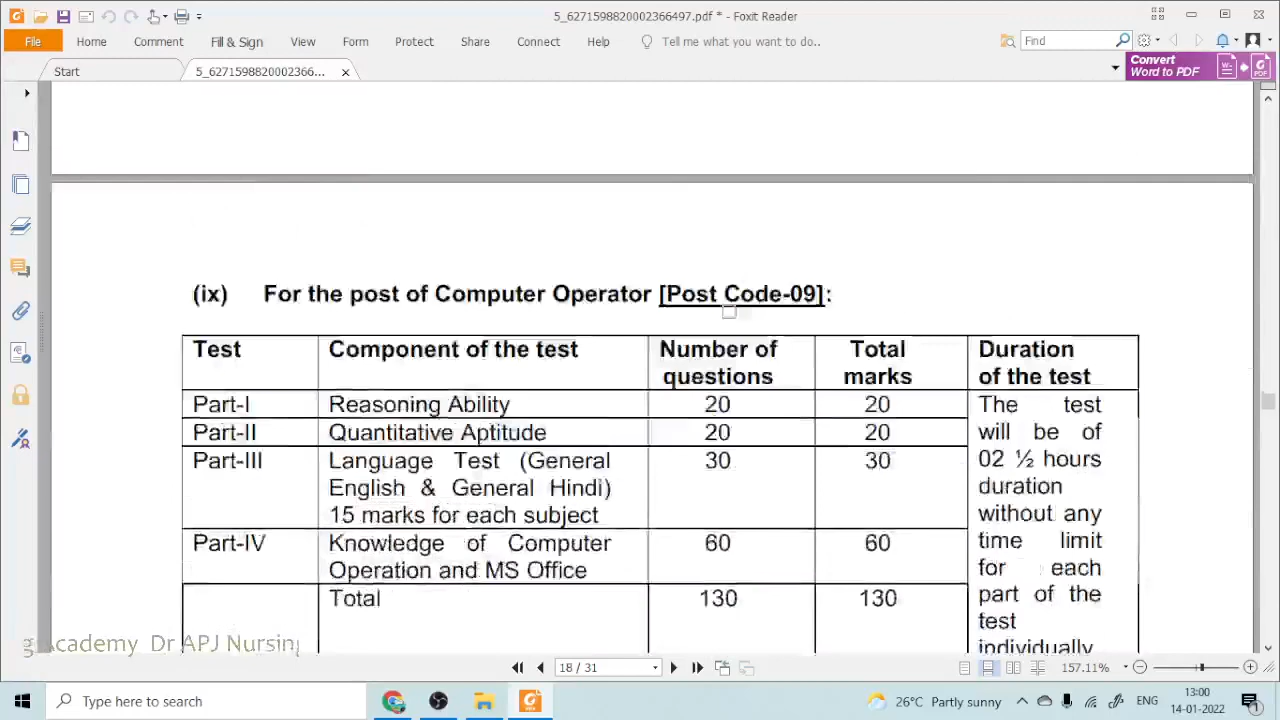 5_6271598820002366497.pdf * - Foxit Reader
File Home Comment Fill & Sign View Form Protect Share Connect Help Tell me what you want to do.. Find
Start 5_6271598820002366... Convert Word to PDF
(ix) For the post of Computer Operator [Post Code-09]:
Test Component of the test Number of questions Total marks Duration of the test
Part-I Reasoning Ability 20 20 The test
Part-II Quantitative Aptitude 20 20 will be of
Part-III Language Test (General 30 30 02 ½ hours
English & General Hindi) duration
15 marks for each subject without any
Part-IV Knowledge of Computer 60 60 time limit
Operation and MS Office for each
Total 130 130 part of the
test
individually
g Academy Dr APJ Nursing
18 / 31 157.11%
Type here to search 26°C Partly sunny ENG 13:00
14-01-2022